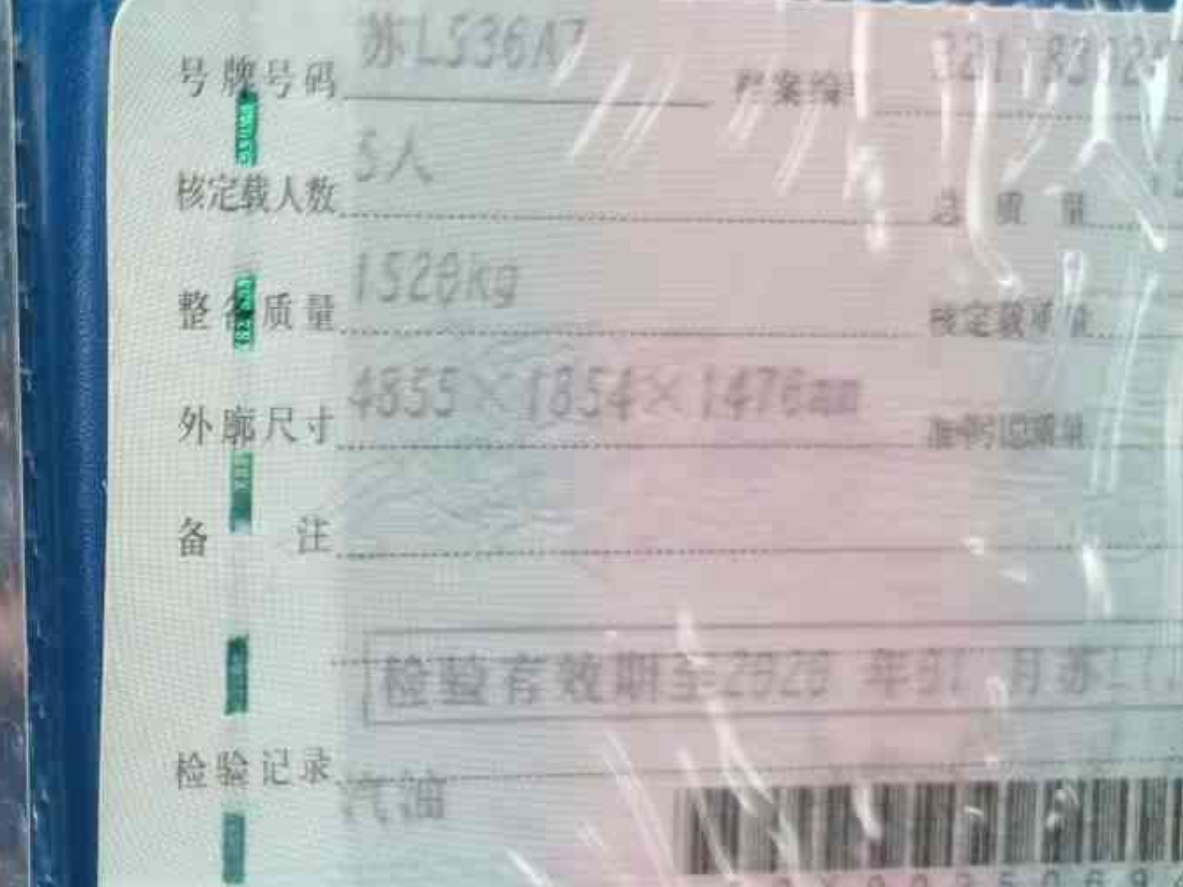 号牌号码 苏L536A7 档案编号
核定载人数 5人 总质量
整备质量 1528kg 核定载质量
外廓尺寸 4855×1854×1476mm 准牵引总质量
备注
检验有效期至2020年07月苏L
检验记录
汽油